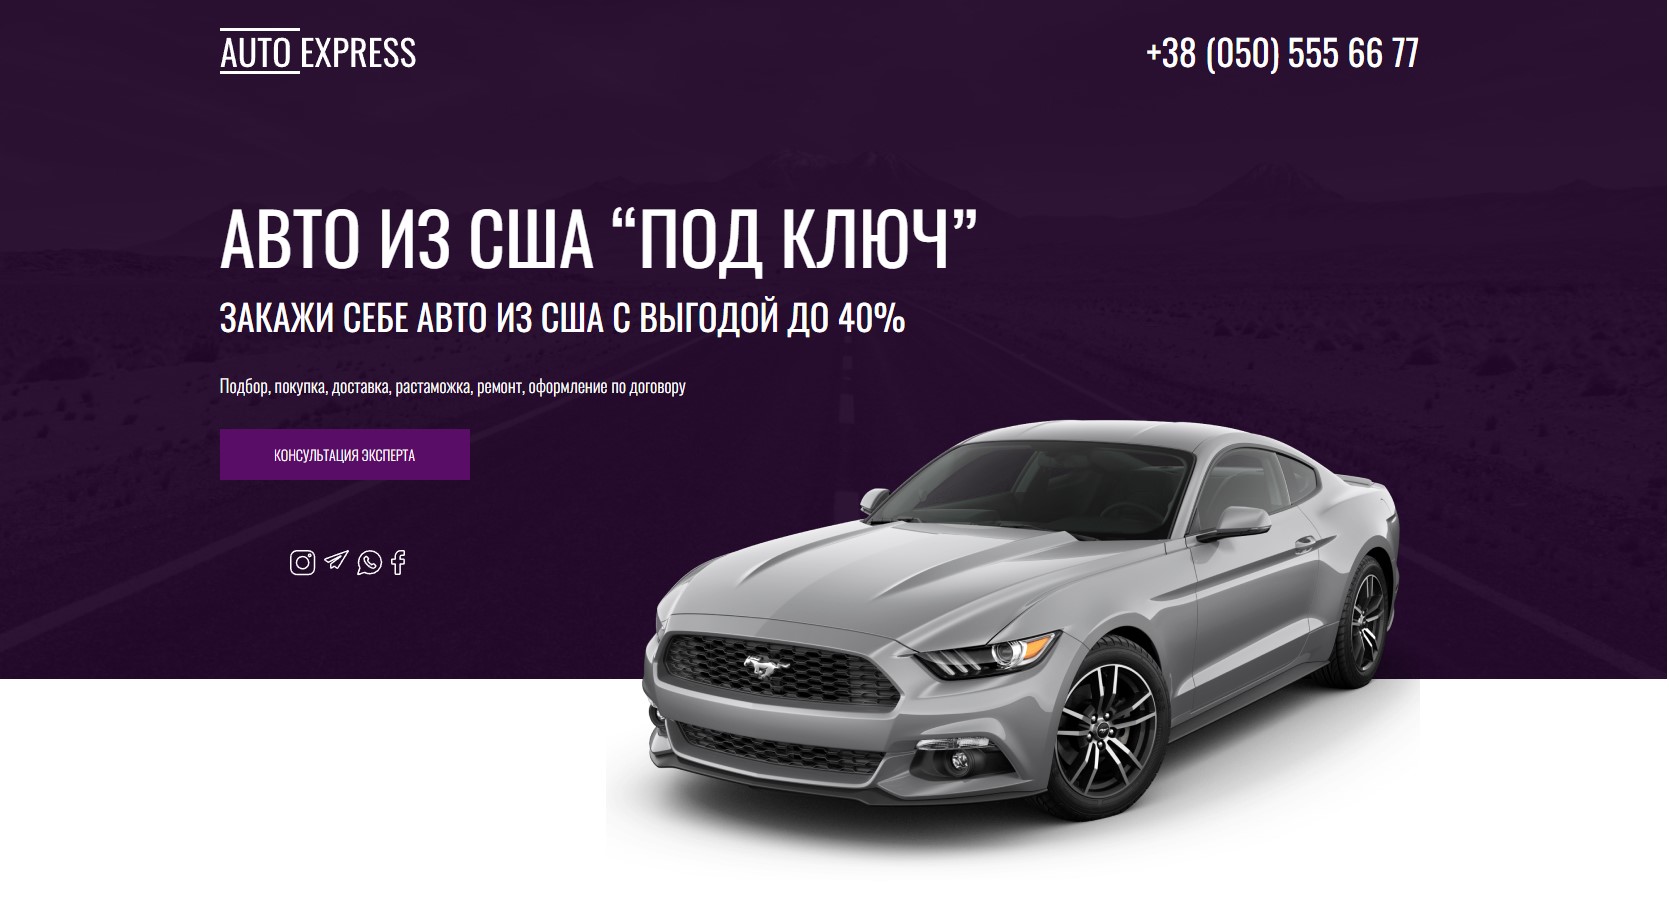 AUTO EXPRESS
+38 (050) 555 66 77
АВТО ИЗ США “ПОД КЛЮЧ”
ЗАКАЖИ СЕБЕ АВТО ИЗ США С ВЫГОДОЙ ДО 40%
Подбор, покупка, доставка, растаможка, ремонт, оформление по договору
КОНСУЛЬТАЦИЯ ЭКСПЕРТА